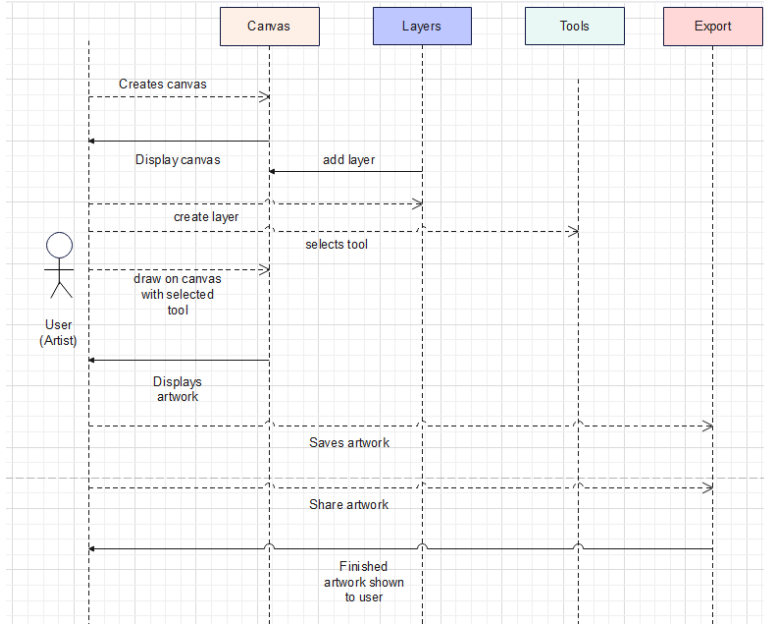 Canvas
Layers
Tools
Export
Creates canvas
Display canvas
add layer
create layer
selects tool
draw on canvas
with selected
tool
User
(Artist)
Displays
artwork
Saves artwork
Share artwork
Finished
artwork shown
to user